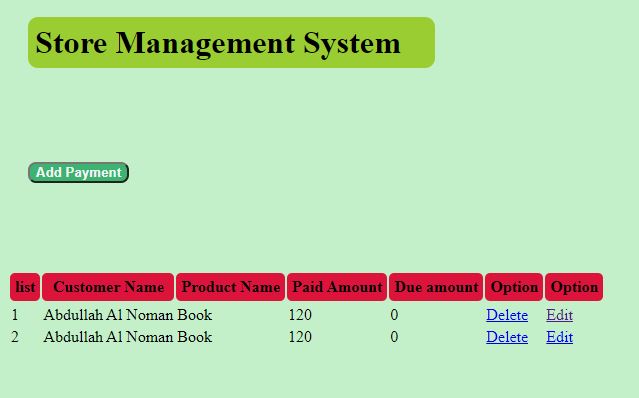 Store Management System
Add Payment
list Customer Name Product Name Paid Amount Due amount Option Option
1 Abdullah Al Noman Book 120 0 Delete Edit
2 Abdullah Al Noman Book 120 0 Delete Edit